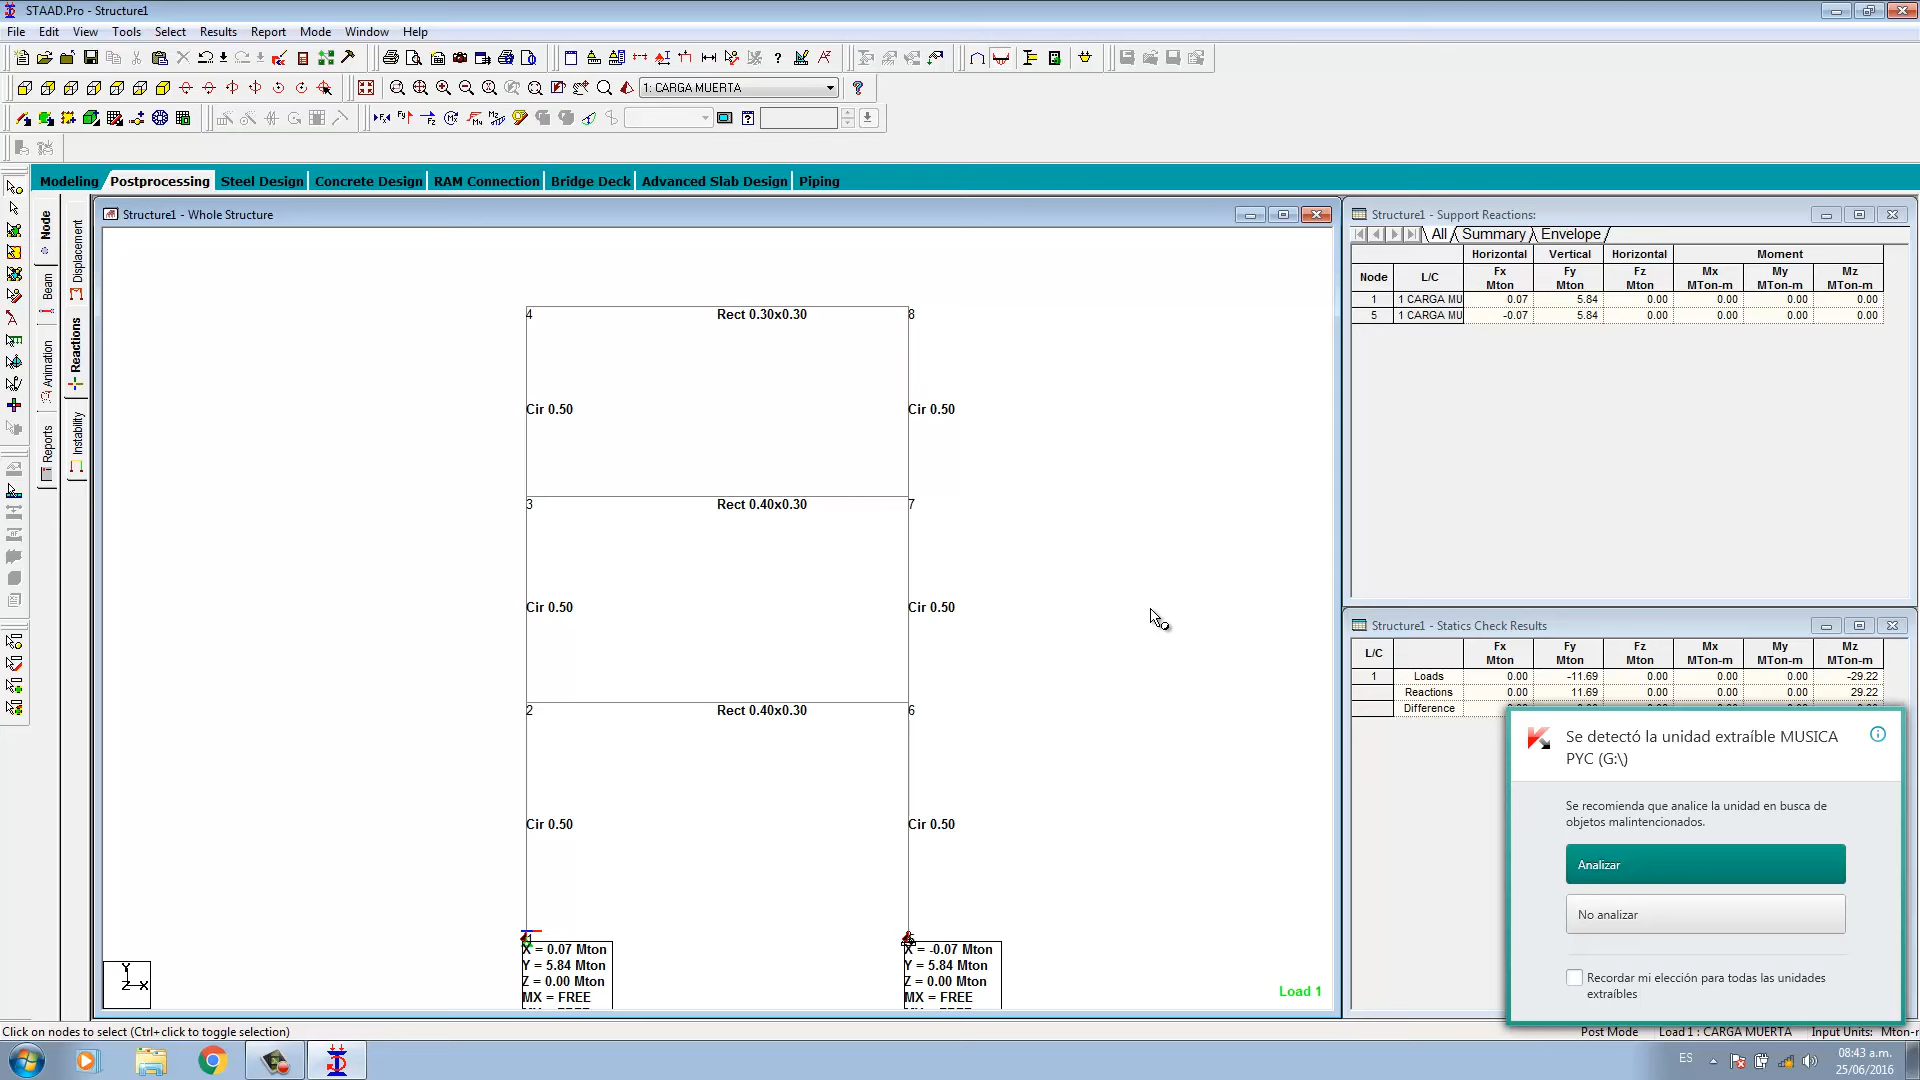 STAAD.Pro - Structure1
File Edit View Tools Select Results Report Mode Window Help
1: CARGA MUERTA
Modeling Postprocessing Steel Design Concrete Design RAM Connection Bridge Deck Advanced Slab Design Piping
Node
Beam
Animation
Reports
Displacement
Reactions
Instability
Structure1 - Whole Structure
4 Rect 0.30x0.30 8
Cir 0.50 Cir 0.50
3 Rect 0.40x0.30 7
Cir 0.50 Cir 0.50
2 Rect 0.40x0.30 6
Cir 0.50 Cir 0.50
X = 0.07 Mton X = -0.07 Mton
Y = 5.84 Mton Y = 5.84 Mton
Z = 0.00 Mton Z = 0.00 Mton
MX = FREE MX = FREE
Y
Z X
Load 1
Structure1 - Support Reactions:
All Summary Envelope
Horizontal Vertical Horizontal Moment
Node L/C Fx Mton Fy Mton Fz Mton Mx MTon-m My MTon-m Mz MTon-m
1 1 CARGA MU 0.07 5.84 0.00 0.00 0.00 0.00
5 1 CARGA MU -0.07 5.84 0.00 0.00 0.00 0.00
Structure1 - Statics Check Results
L/C Fx Mton Fy Mton Fz Mton Mx MTon-m My MTon-m Mz MTon-m
1 Loads 0.00 -11.69 0.00 0.00 0.00 -29.22
Reactions 0.00 11.69 0.00 0.00 0.00 29.22
Difference
Se detectó la unidad extraíble MUSICA
PYC (G:\)
Se recomienda que analice la unidad en busca de
objetos malintencionados.
Analizar
No analizar
Recordar mi elección para todas las unidades
extraíbles
Click on nodes to select (Ctrl+click to toggle selection)
Post Mode Load 1 : CARGA MUERTA Input Units: Mton-
ES
08:43 a.m.
25/06/2016